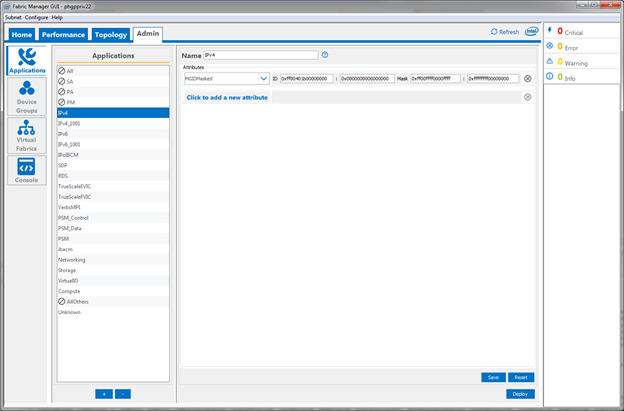 Fabric Manager GUI - phgppriv22
Subnet Configure Help
Home Performance Topology Admin
Refresh
intel
0 Critical
0 Error
0 Warning
0 Info
Applications
Device
Groups
Virtual
Fabrics
Console
Applications
All
SA
PA
PM
IPv4
IPv4_1001
IPv6
IPv6_1001
IPoIBCM
SDP
RDS
TrueScaleEVIC
TrueScaleFVIC
VerbsMPI
PSM_Control
PSM_Data
PSM
ibacm
Networking
Storage
VirtualIO
Compute
AllOthers
Unknown
+ -
Name IPv4
Attributes
MGIDMasked ID 0xff00401b00000000 : 0x0000000000000000 Mask 0xff00ffff0000ffff : 0xffffffff00000000
Click to add a new attribute
Save Reset
Deploy